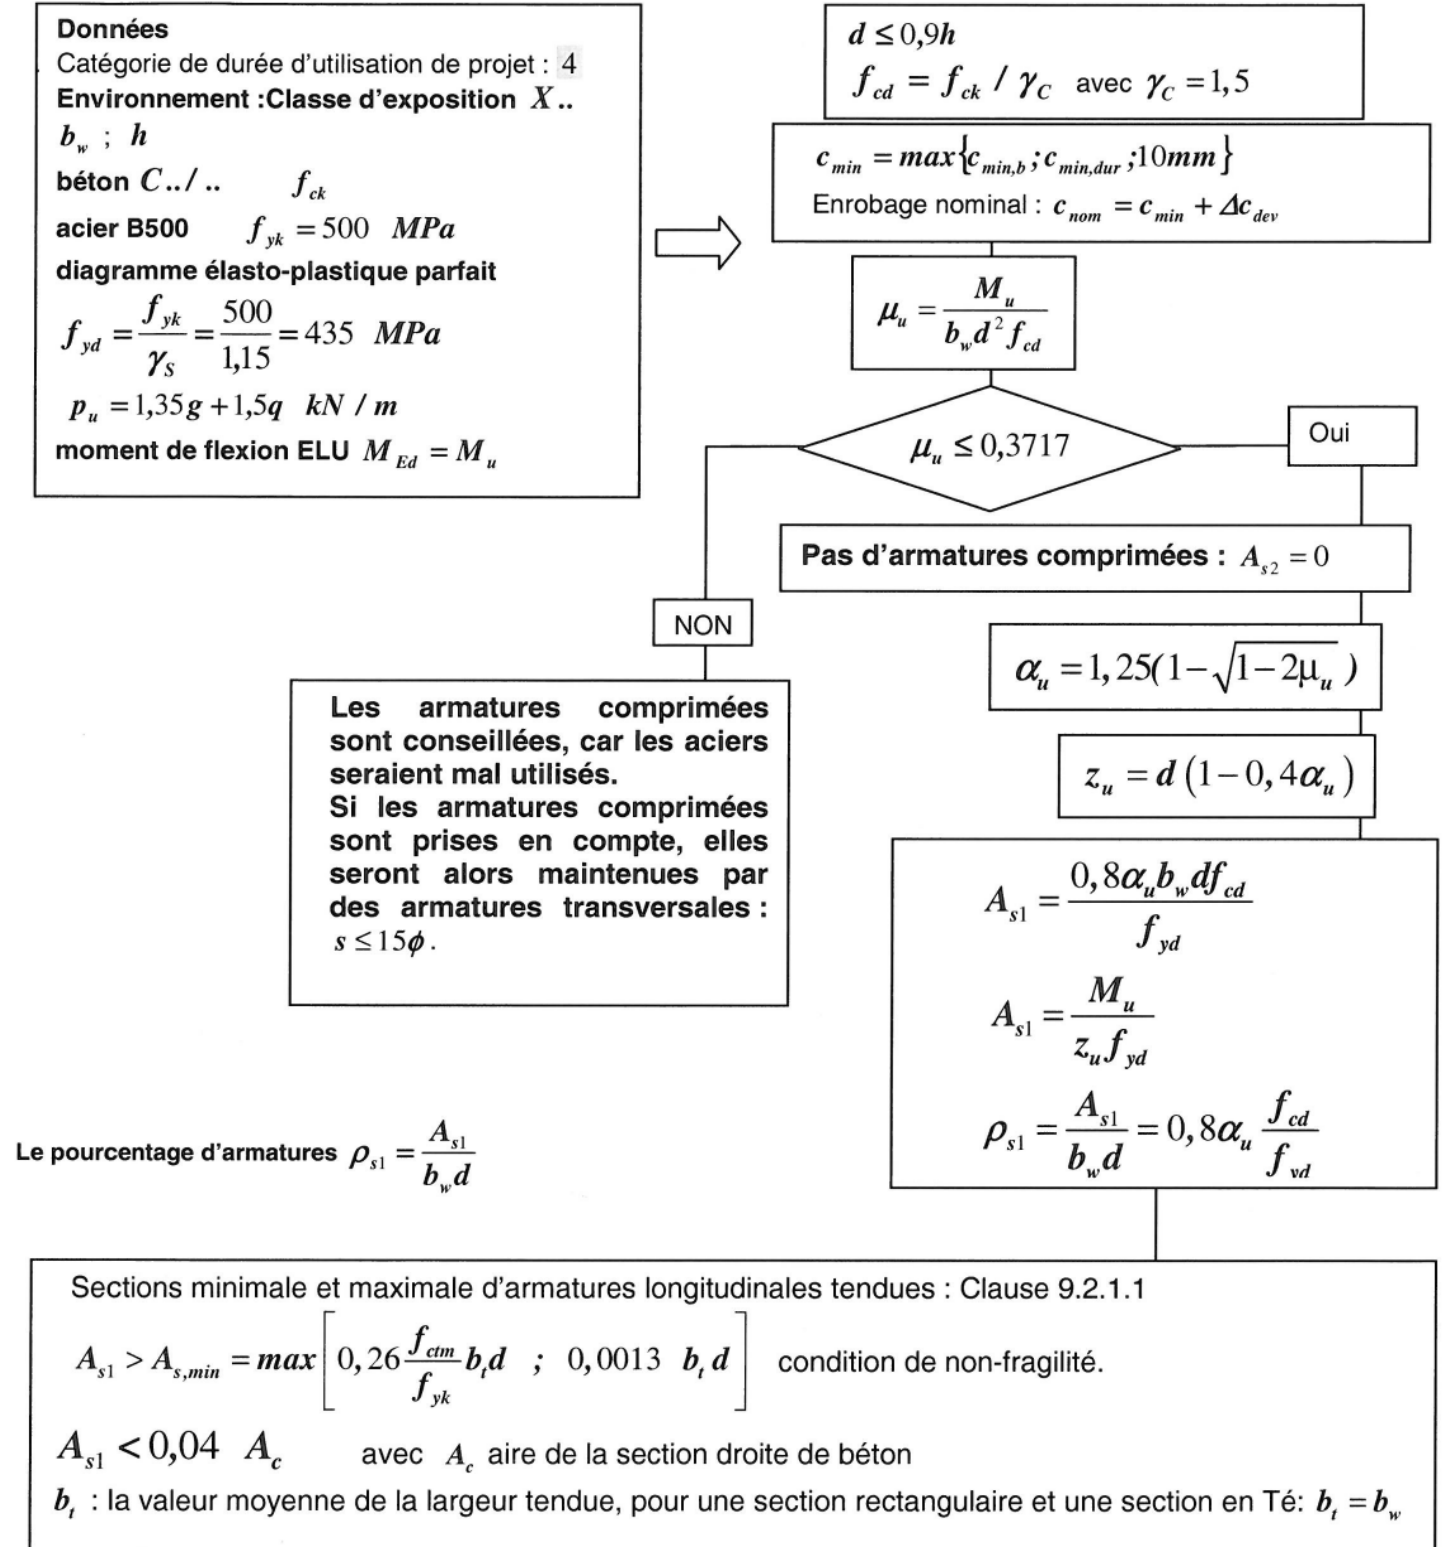 Données
Catégorie de durée d'utilisation de projet : 4
Environnement :Classe d'exposition X..
b_w ; h
béton C../.. f_ck
acier B500 f_yk = 500 MPa
diagramme élasto-plastique parfait
f_yd = f_yk / γ_S = 500 / 1,15 = 435 MPa
p_u = 1,35g + 1,5q kN / m
moment de flexion ELU M_Ed = M_u
d ≤ 0,9h
f_cd = f_ck / γ_C avec γ_C = 1,5
c_min = max{c_min,b ; c_min,dur ;10mm}
Enrobage nominal : c_nom = c_min + Δc_dev
μ_u = M_u / (b_w d² f_cd)
μ_u ≤ 0,3717
Oui
Pas d'armatures comprimées : A_s2 = 0
NON
Les armatures comprimées
sont conseillées, car les aciers
seraient mal utilisés.
Si les armatures comprimées
sont prises en compte, elles
seront alors maintenues par
des armatures transversales :
s ≤ 15φ.
α_u = 1,25(1−√(1−2μ_u) )
z_u = d (1−0,4α_u)
A_s1 = 0,8α_u b_w d f_cd / f_yd
A_s1 = M_u / (z_u f_yd)
ρ_s1 = A_s1 / (b_w d) = 0,8α_u f_cd / f_yd
Le pourcentage d'armatures ρ_s1 = A_s1 / (b_w d)
Sections minimale et maximale d'armatures longitudinales tendues : Clause 9.2.1.1
A_s1 > A_s,min = max[0,26 f_ctm / f_yk b_t d ; 0,0013 b_t d] condition de non-fragilité.
A_s1 < 0,04 A_c avec A_c aire de la section droite de béton
b_t : la valeur moyenne de la largeur tendue, pour une section rectangulaire et une section en Té: b_t = b_w